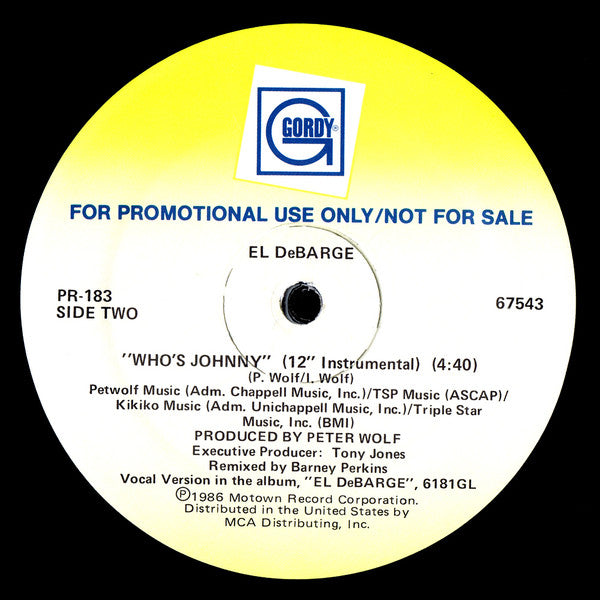 GORDY®
FOR PROMOTIONAL USE ONLY/NOT FOR SALE
EL DeBARGE
PR-183
SIDE TWO
67543
"WHO'S JOHNNY" (12" Instrumental) (4:40)
(P. Wolf/I. Wolf)
Petwolf Music (Adm. Chappell Music, Inc.)/TSP Music (ASCAP)/
Kikiko Music (Adm. Unichappell Music, Inc.)/Triple Star
Music, Inc. (BMI)
PRODUCED BY PETER WOLF
Executive Producer: Tony Jones
Remixed by Barney Perkins
Vocal Version in the album, "EL DeBARGE", 6181GL
Ⓟ1986 Motown Record Corporation.
Distributed in the United States by
MCA Distributing, Inc.